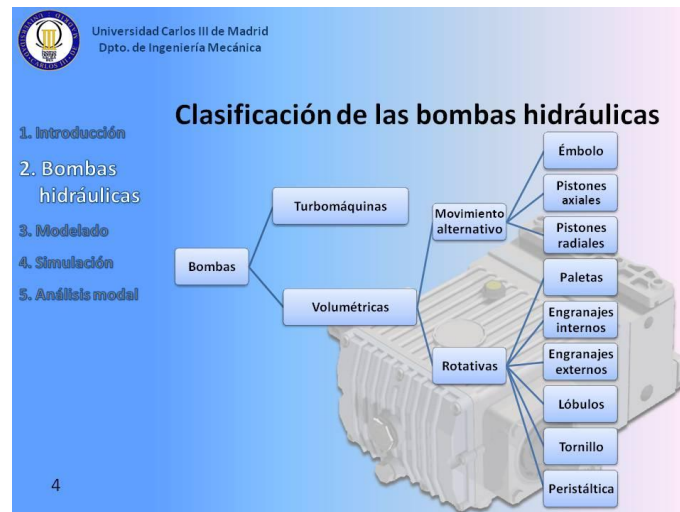 Universidad Carlos III de Madrid
Dpto. de Ingeniería Mecánica
Clasificación de las bombas hidráulicas
1. Introducción
2. Bombas
hidráulicas
3. Modelado
4. Simulación
5. Análisis modal
Bombas
Turbomáquinas
Volumétricas
Movimiento
alternativo
Rotativas
Émbolo
Pistones
axiales
Pistones
radiales
Paletas
Engranajes
internos
Engranajes
externos
Lóbulos
Tornillo
Peristáltica
4